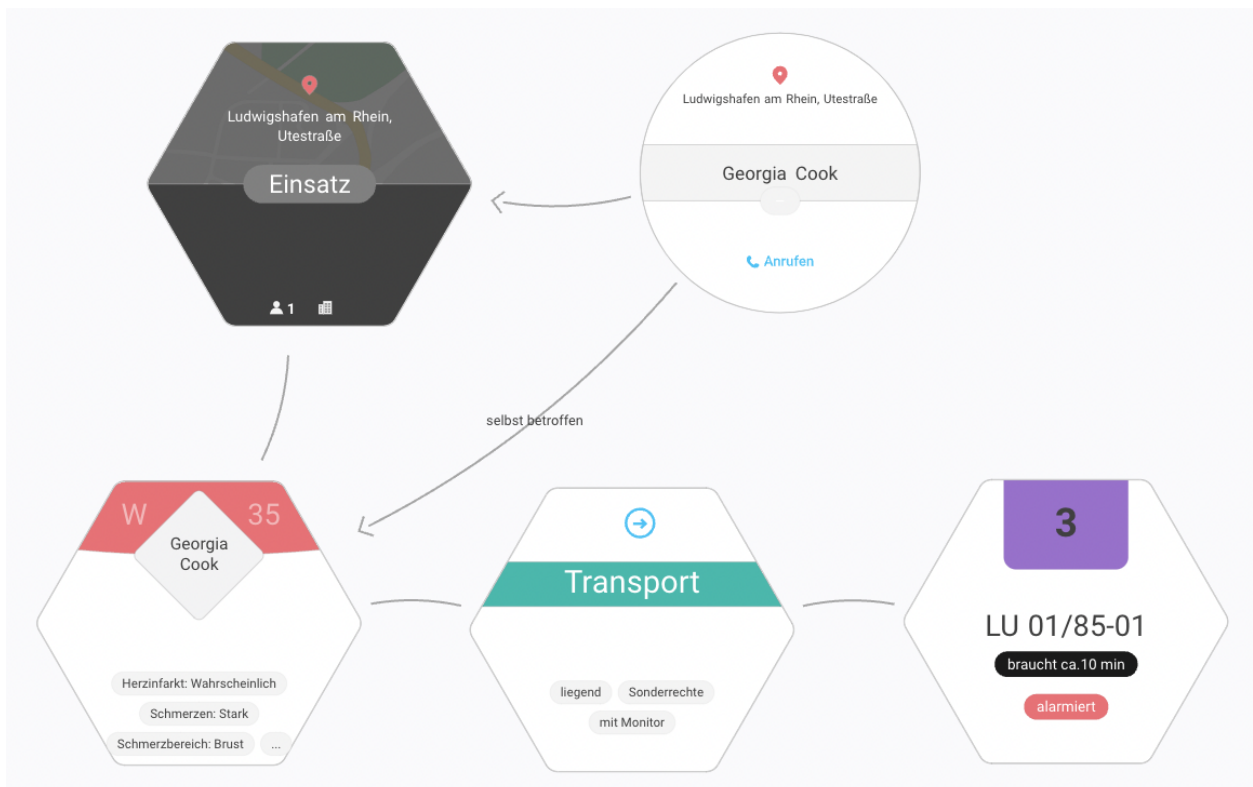 Ludwigshafen am Rhein,
Utestraße
Einsatz
1
Ludwigshafen am Rhein, Utestraße
Georgia Cook
...
Anrufen
selbst betroffen
W
35
Georgia
Cook
Herzinfarkt: Wahrscheinlich
Schmerzen: Stark
Schmerzbereich: Brust ...
Transport
liegend Sonderrechte
mit Monitor
3
LU 01/85-01
braucht ca.10 min
alarmiert